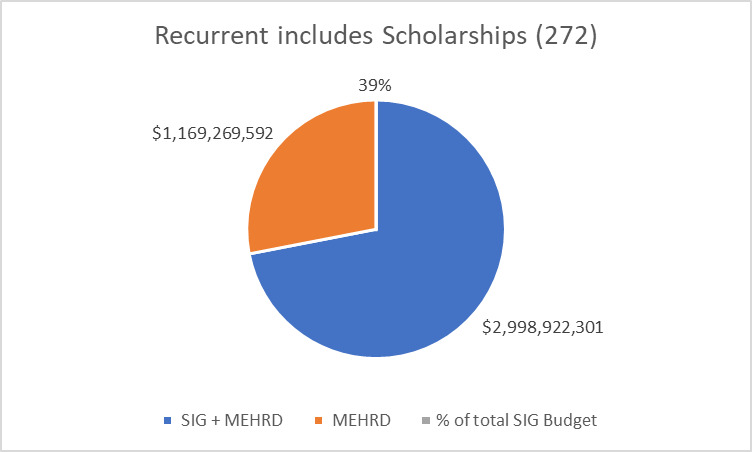 Recurrent includes Scholarships (272)
39%
$1,169,269,592
$2,998,922,301
SIG + MEHRD
MEHRD
% of total SIG Budget